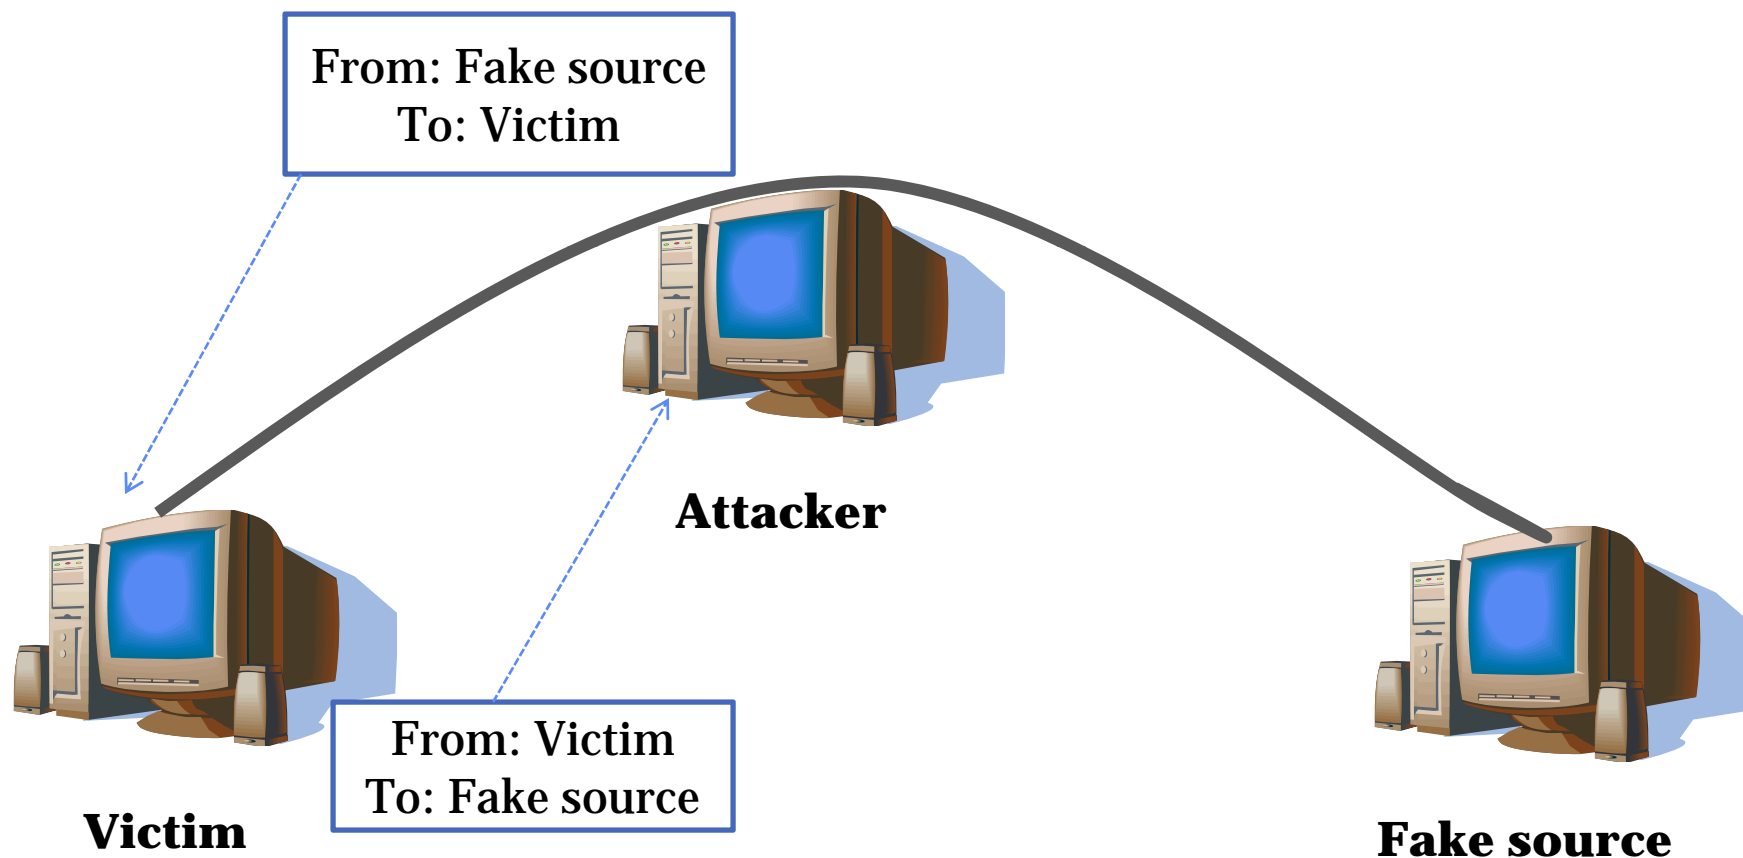 From: Fake source
To: Victim
Attacker
From: Victim
To: Fake source
Victim
Fake source